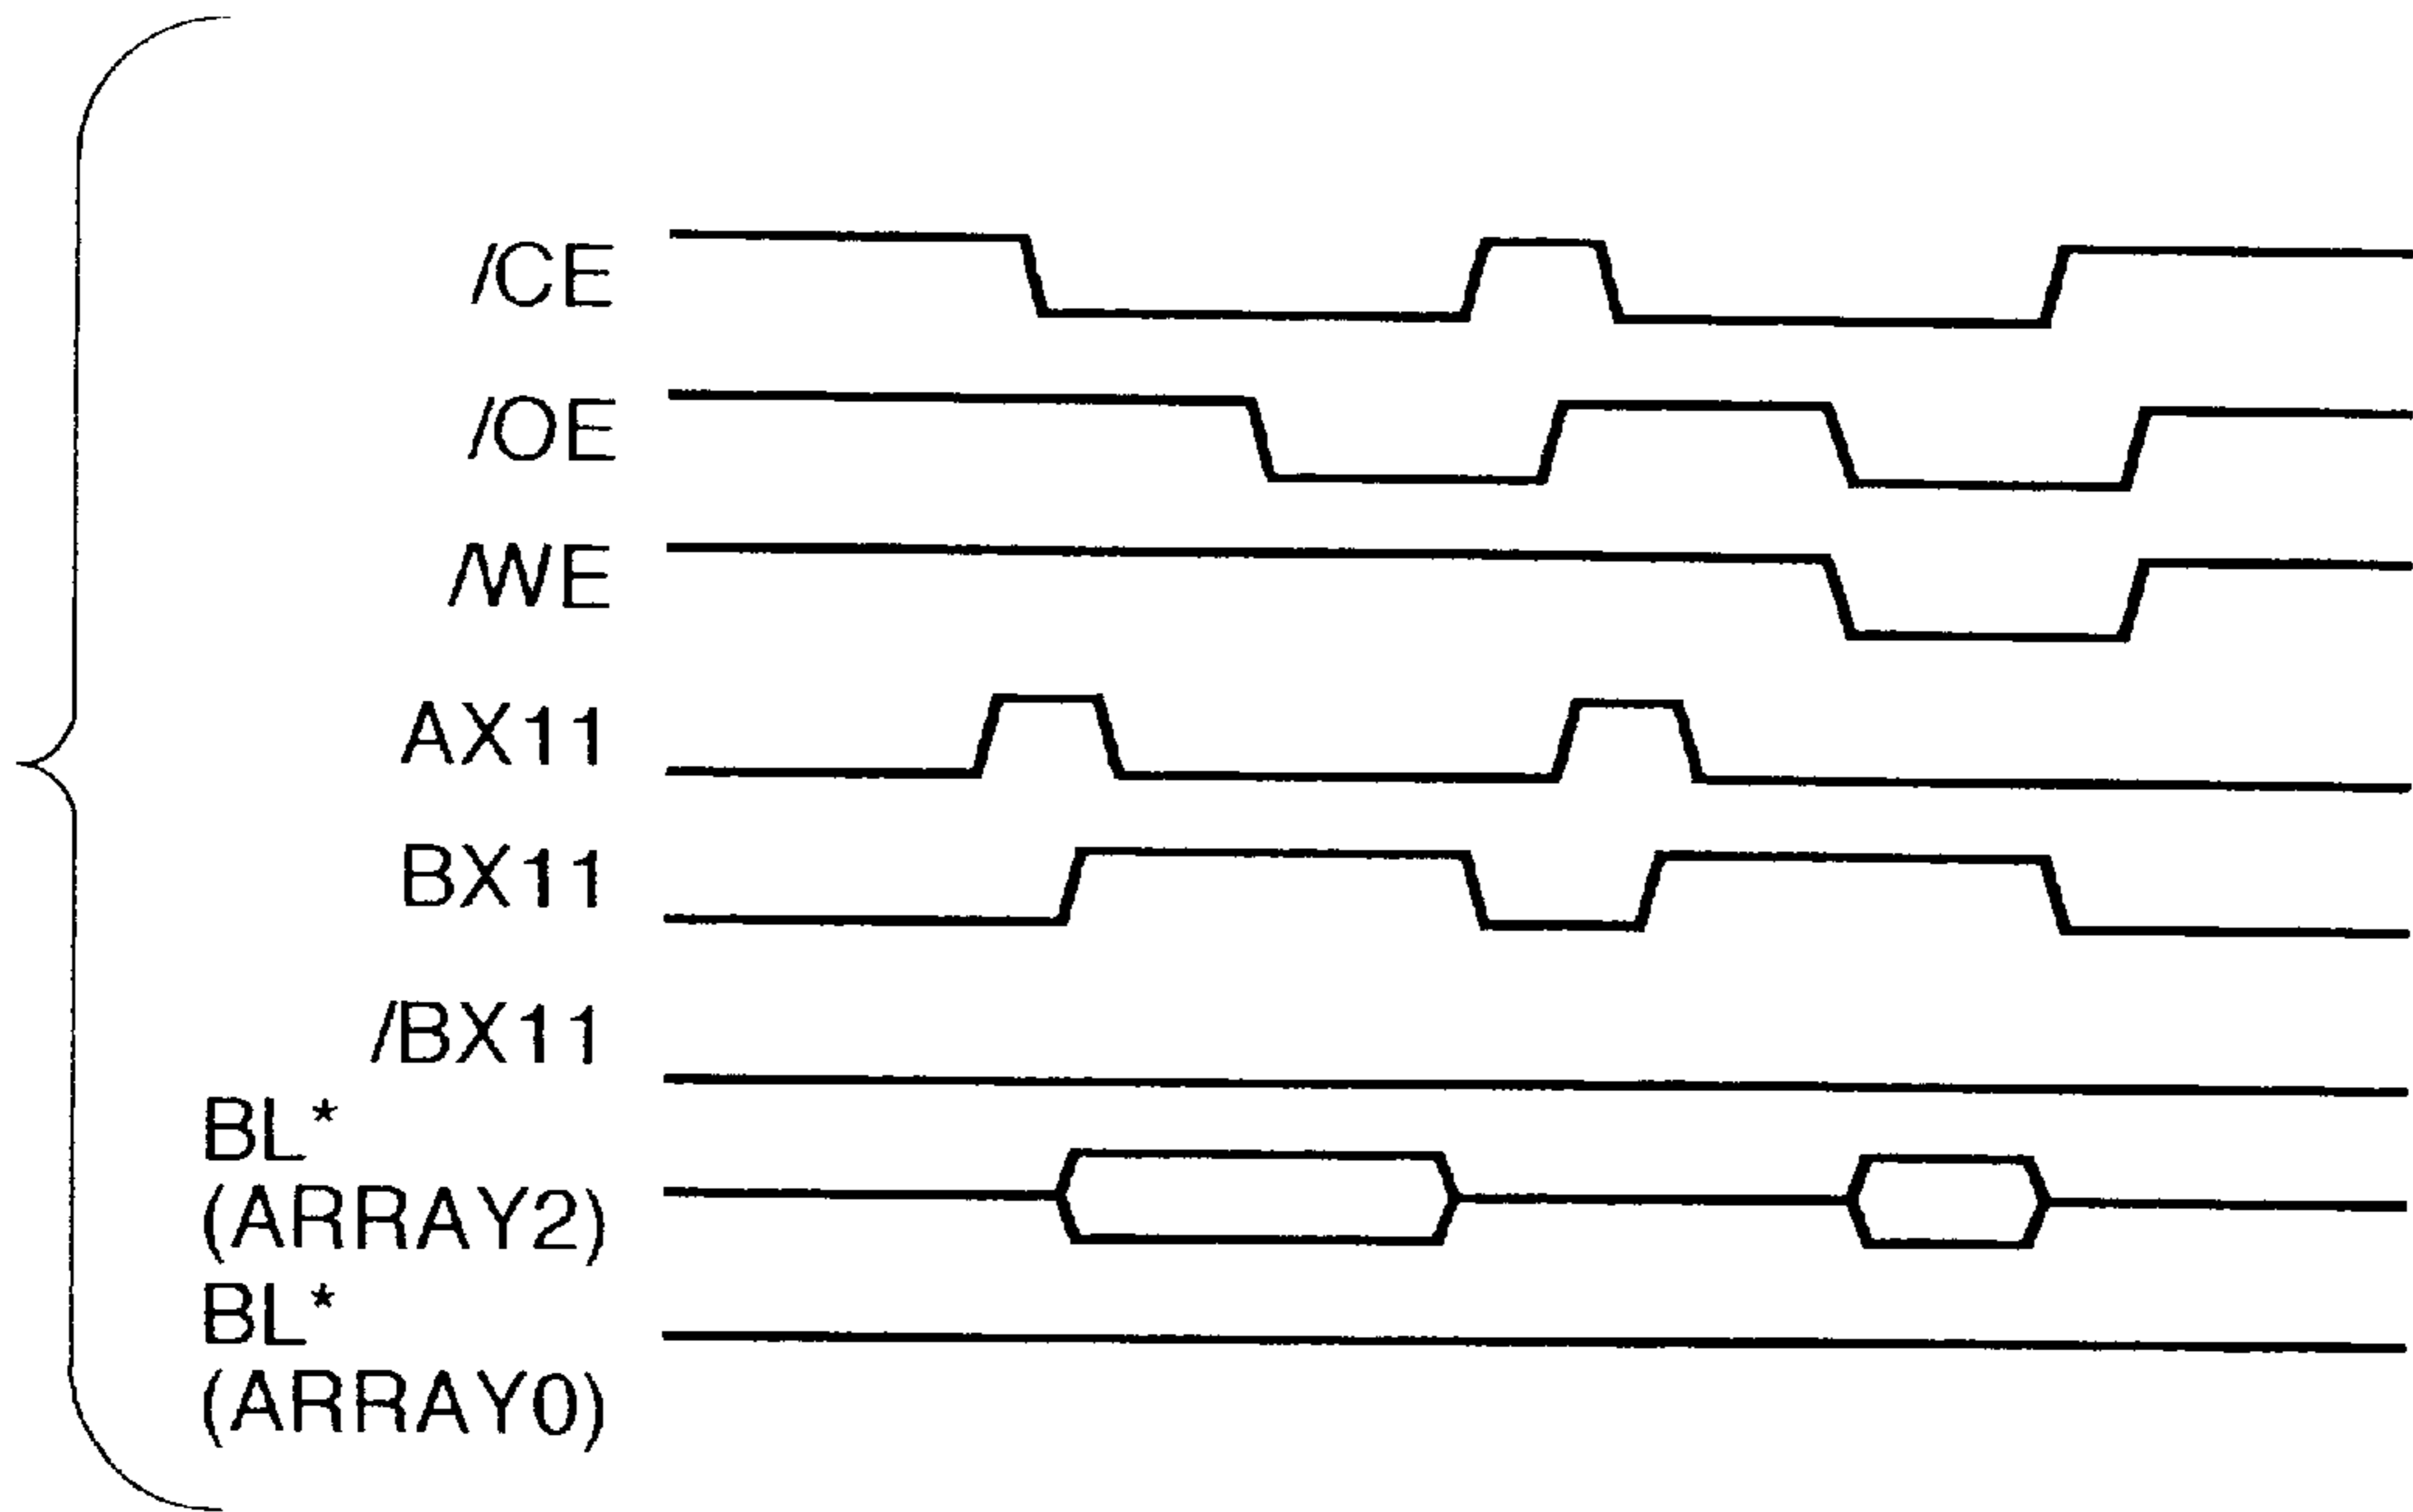 /CE
/OE
/WE
AX11
BX11
/BX11
BL*
(ARRAY2)
BL*
(ARRAY0)